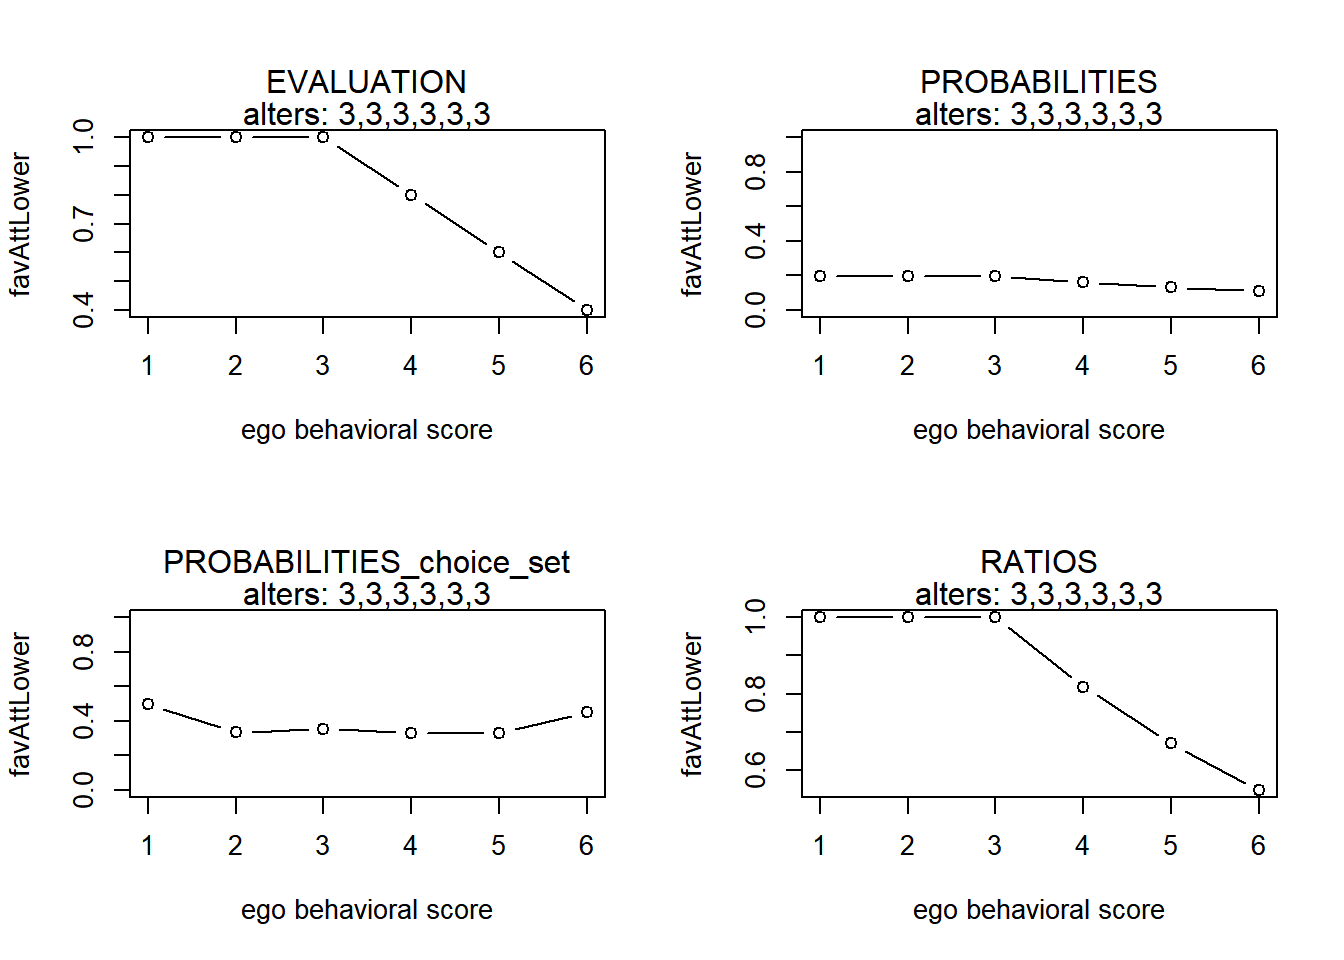 EVALUATION
alters: 3,3,3,3,3,3
favAttLower
1.0
0.7
0.4
1 2 3 4 5 6
ego behavioral score
PROBABILITIES
alters: 3,3,3,3,3,3
favAttLower
0.8
0.4
0.0
1 2 3 4 5 6
ego behavioral score
PROBABILITIES_choice_set
alters: 3,3,3,3,3,3
favAttLower
0.8
0.4
0.0
1 2 3 4 5 6
ego behavioral score
RATIOS
alters: 3,3,3,3,3,3
favAttLower
1.0
0.8
0.6
1 2 3 4 5 6
ego behavioral score